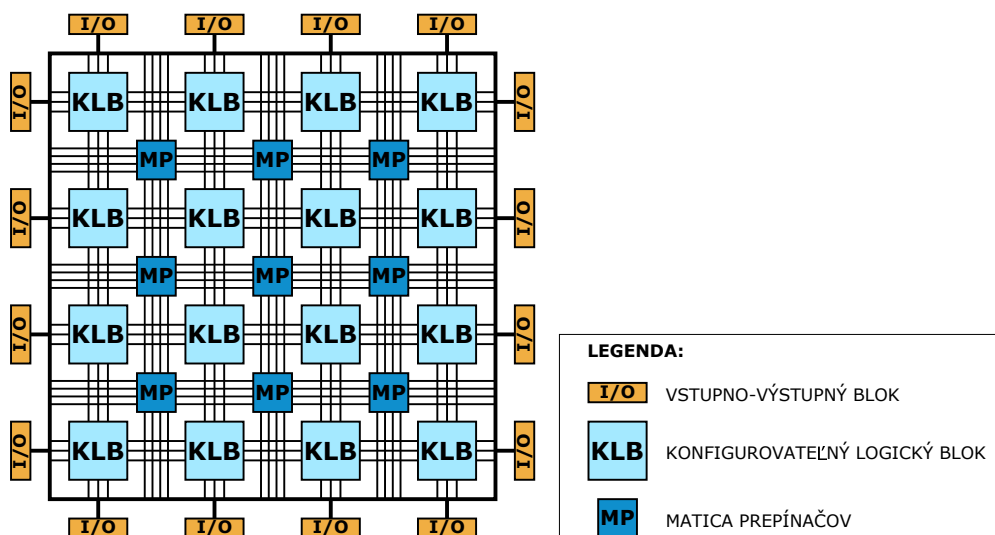 I/O I/O I/O I/O
I/O KLB KLB KLB KLB I/O
MP MP MP
I/O KLB KLB KLB KLB I/O
MP MP MP
I/O KLB KLB KLB KLB I/O
LEGENDA:
MP MP MP
I/O VSTUPNO-VÝSTUPNÝ BLOK
I/O KLB KLB KLB KLB I/O
KLB KONFIGUROVATEĽNÝ LOGICKÝ BLOK
I/O I/O I/O I/O
MP MATICA PREPÍNAČOV